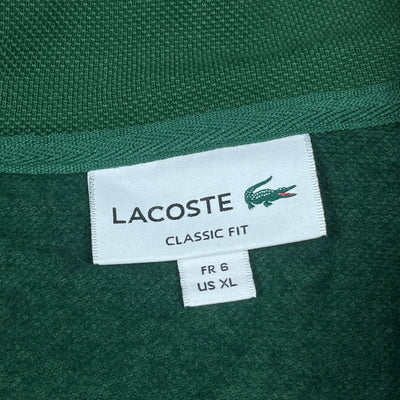 LACOSTE
CLASSIC FIT
FR 6
US XL